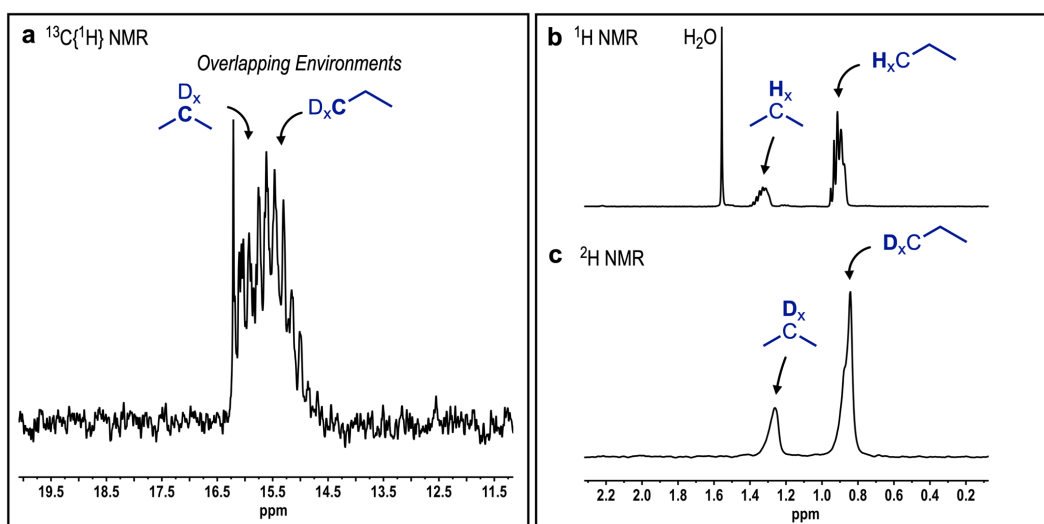 a ¹³C{¹H} NMR
Overlapping Environments
Dₓ
C
DₓC
19.5 17.5 16.5 15.5 14.5 13.5 12.5 11.5
ppm
b ¹H NMR
H₂O
HₓC
Hₓ
C
c ²H NMR
DₓC
Dₓ
C
2.2 2.0 1.8 1.6 1.4 1.2 1.0 0.8 0.6 0.4 0.2
ppm